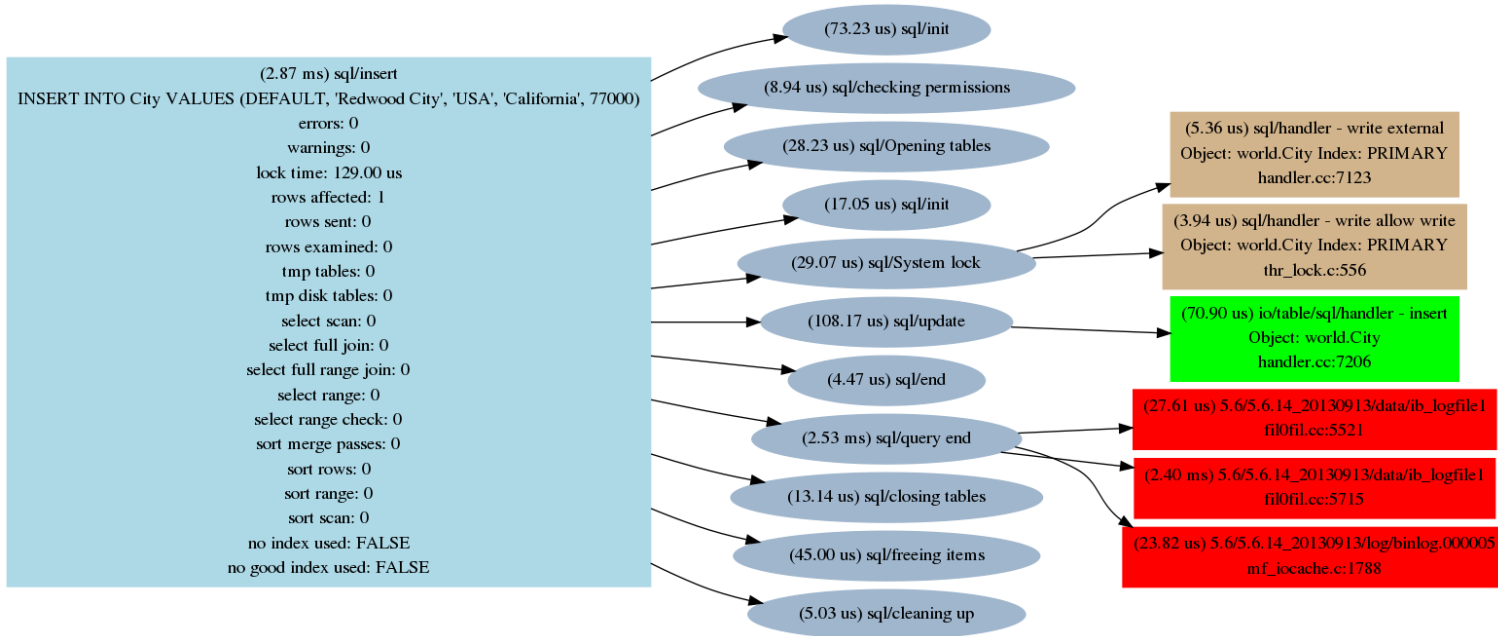 (2.87 ms) sql/insert
INSERT INTO City VALUES (DEFAULT, 'Redwood City', 'USA', 'California', 77000)
errors: 0
warnings: 0
lock time: 129.00 us
rows affected: 1
rows sent: 0
rows examined: 0
tmp tables: 0
tmp disk tables: 0
select scan: 0
select full join: 0
select full range join: 0
select range: 0
select range check: 0
sort merge passes: 0
sort rows: 0
sort range: 0
sort scan: 0
no index used: FALSE
no good index used: FALSE
(73.23 us) sql/init
(8.94 us) sql/checking permissions
(28.23 us) sql/Opening tables
(17.05 us) sql/init
(29.07 us) sql/System lock
(108.17 us) sql/update
(4.47 us) sql/end
(2.53 ms) sql/query end
(13.14 us) sql/closing tables
(45.00 us) sql/freeing items
(5.03 us) sql/cleaning up
(5.36 us) sql/handler - write external
Object: world.City Index: PRIMARY
handler.cc:7123
(3.94 us) sql/handler - write allow write
Object: world.City Index: PRIMARY
thr_lock.c:556
(70.90 us) io/table/sql/handler - insert
Object: world.City
handler.cc:7206
(27.61 us) 5.6/5.6.14_20130913/data/ib_logfile1
fil0fil.cc:5521
(2.40 ms) 5.6/5.6.14_20130913/data/ib_logfile1
fil0fil.cc:5715
(23.82 us) 5.6/5.6.14_20130913/log/binlog.000005
mf_iocache.c:1788